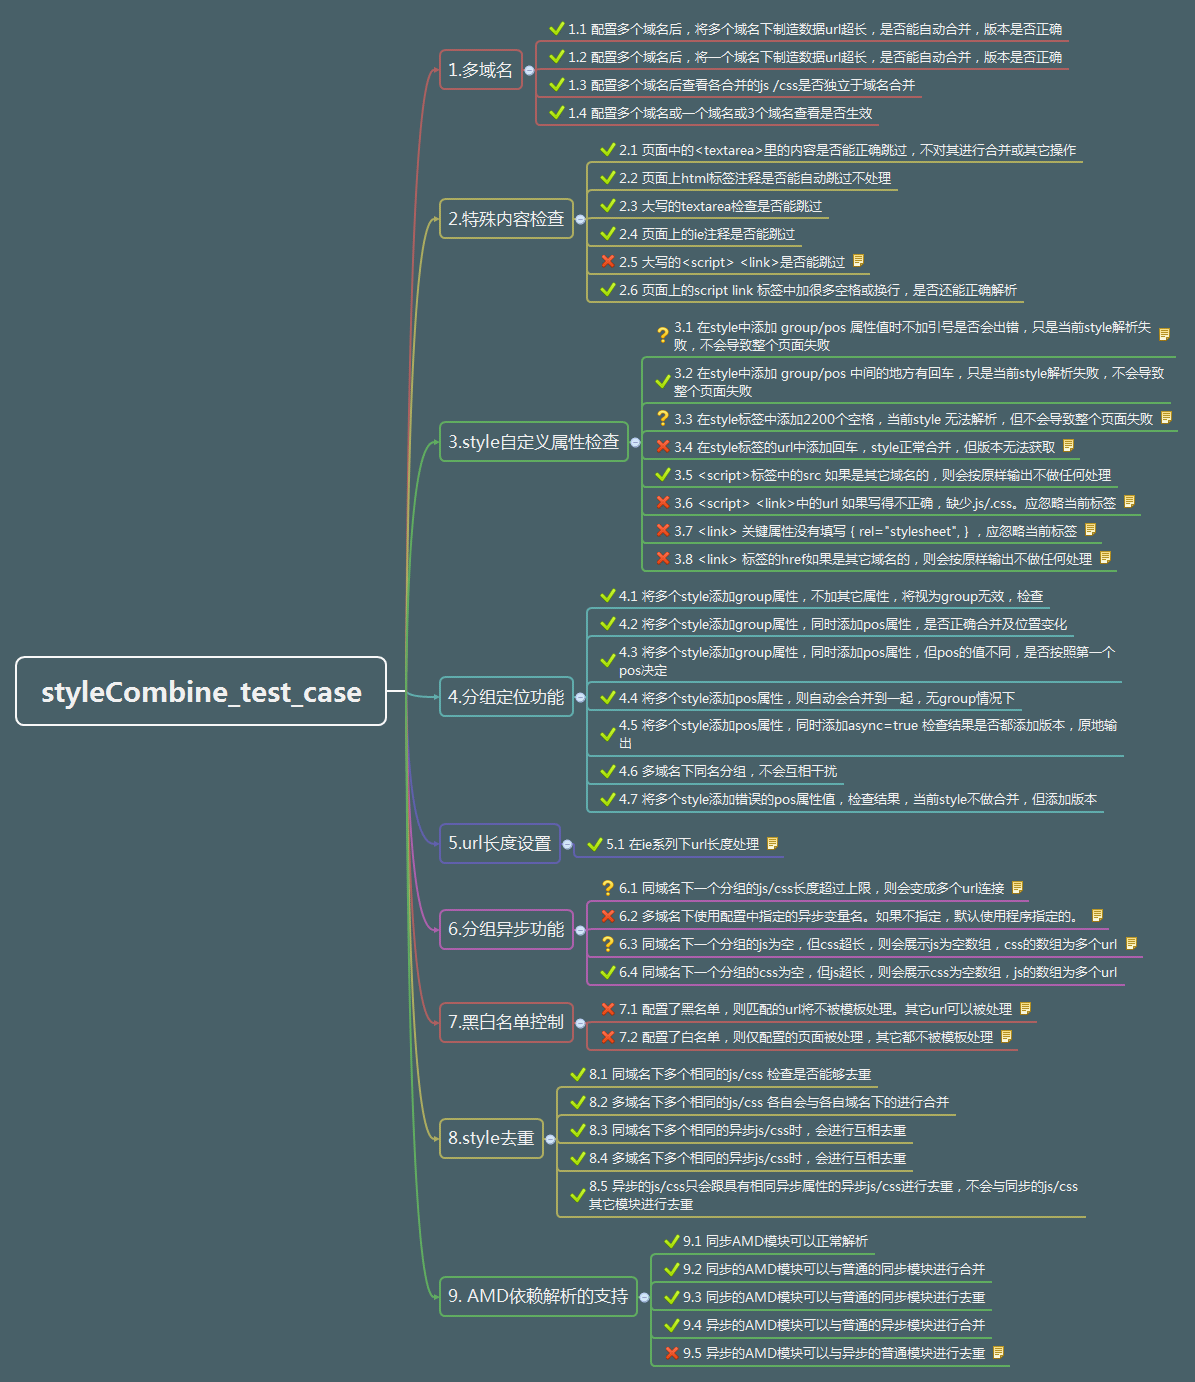 styleCombine_test_case
1.多域名
1.1 配置多个域名后，将多个域名下制造数据url超长，是否能自动合并，版本是否正确
1.2 配置多个域名后，将一个域名下制造数据url超长，是否能自动合并，版本是否正确
1.3 配置多个域名后查看各合并的js /css是否独立于域名合并
1.4 配置多个域名或一个域名或3个域名查看是否生效
2.特殊内容检查
2.1 页面中的<textarea>里的内容是否能正确跳过，不对其进行合并或其它操作
2.2 页面上html标签注释是否能自动跳过不处理
2.3 大写的textarea检查是否能跳过
2.4 页面上的ie注释是否能跳过
2.5 大写的<script> <link>是否能跳过
2.6 页面上的script link 标签中加很多空格或换行，是否还能正确解析
3.style自定义属性检查
3.1 在style中添加 group/pos 属性值时不加引号是否会出错，只是当前style解析失
败，不会导致整个页面失败
3.2 在style中添加 group/pos 中间的地方有回车，只是当前style解析失败，不会导致
整个页面失败
3.3 在style标签中添加2200个空格，当前style 无法解析，但不会导致整个页面失败
3.4 在style标签的url中添加回车，style正常合并，但版本无法获取
3.5 <script>标签中的src 如果是其它域名的，则会按原样输出不做任何处理
3.6 <script> <link>中的url 如果写得不正确，缺少.js/.css。应忽略当前标签
3.7 <link> 关键属性没有填写 { rel="stylesheet", } ，应忽略当前标签
3.8 <link> 标签的href如果是其它域名的，则会按原样输出不做任何处理
4.分组定位功能
4.1 将多个style添加group属性，不加其它属性，将视为group无效，检查
4.2 将多个style添加group属性，同时添加pos属性，是否正确合并及位置变化
4.3 将多个style添加group属性，同时添加pos属性，但pos的值不同，是否按照第一个
pos决定
4.4 将多个style添加pos属性，则自动会合并到一起，无group情况下
4.5 将多个style添加pos属性，同时添加async=true 检查结果是否都添加版本，原地输
出
4.6 多域名下同名分组，不会互相干扰
4.7 将多个style添加错误的pos属性值，检查结果，当前style不做合并，但添加版本
5.url长度设置
5.1 在ie系列下url长度处理
6.分组异步功能
6.1 同域名下一个分组的js/css长度超过上限，则会变成多个url连接
6.2 多域名下使用配置中指定的异步变量名。如果不指定，默认使用程序指定的。
6.3 同域名下一个分组的js为空，但css超长，则会展示js为空数组，css的数组为多个url
6.4 同域名下一个分组的css为空，但js超长，则会展示css为空数组，js的数组为多个url
7.黑白名单控制
7.1 配置了黑名单，则匹配的url将不被模板处理。其它url可以被处理
7.2 配置了白名单，则仅配置的页面被处理，其它都不被模板处理
8.style去重
8.1 同域名下多个相同的js/css 检查是否能够去重
8.2 多域名下多个相同的js/css 各自会与各自域名下的进行合并
8.3 同域名下多个相同的异步js/css时，会进行互相去重
8.4 多域名下多个相同的异步js/css时，会进行互相去重
8.5 异步的js/css只会跟具有相同异步属性的异步js/css进行去重，不会与同步的js/css
其它模块进行去重
9. AMD依赖解析的支持
9.1 同步AMD模块可以正常解析
9.2 同步的AMD模块可以与普通的同步模块进行合并
9.3 同步的AMD模块可以与普通的同步模块进行去重
9.4 异步的AMD模块可以与普通的异步模块进行合并
9.5 异步的AMD模块可以与异步的普通模块进行去重